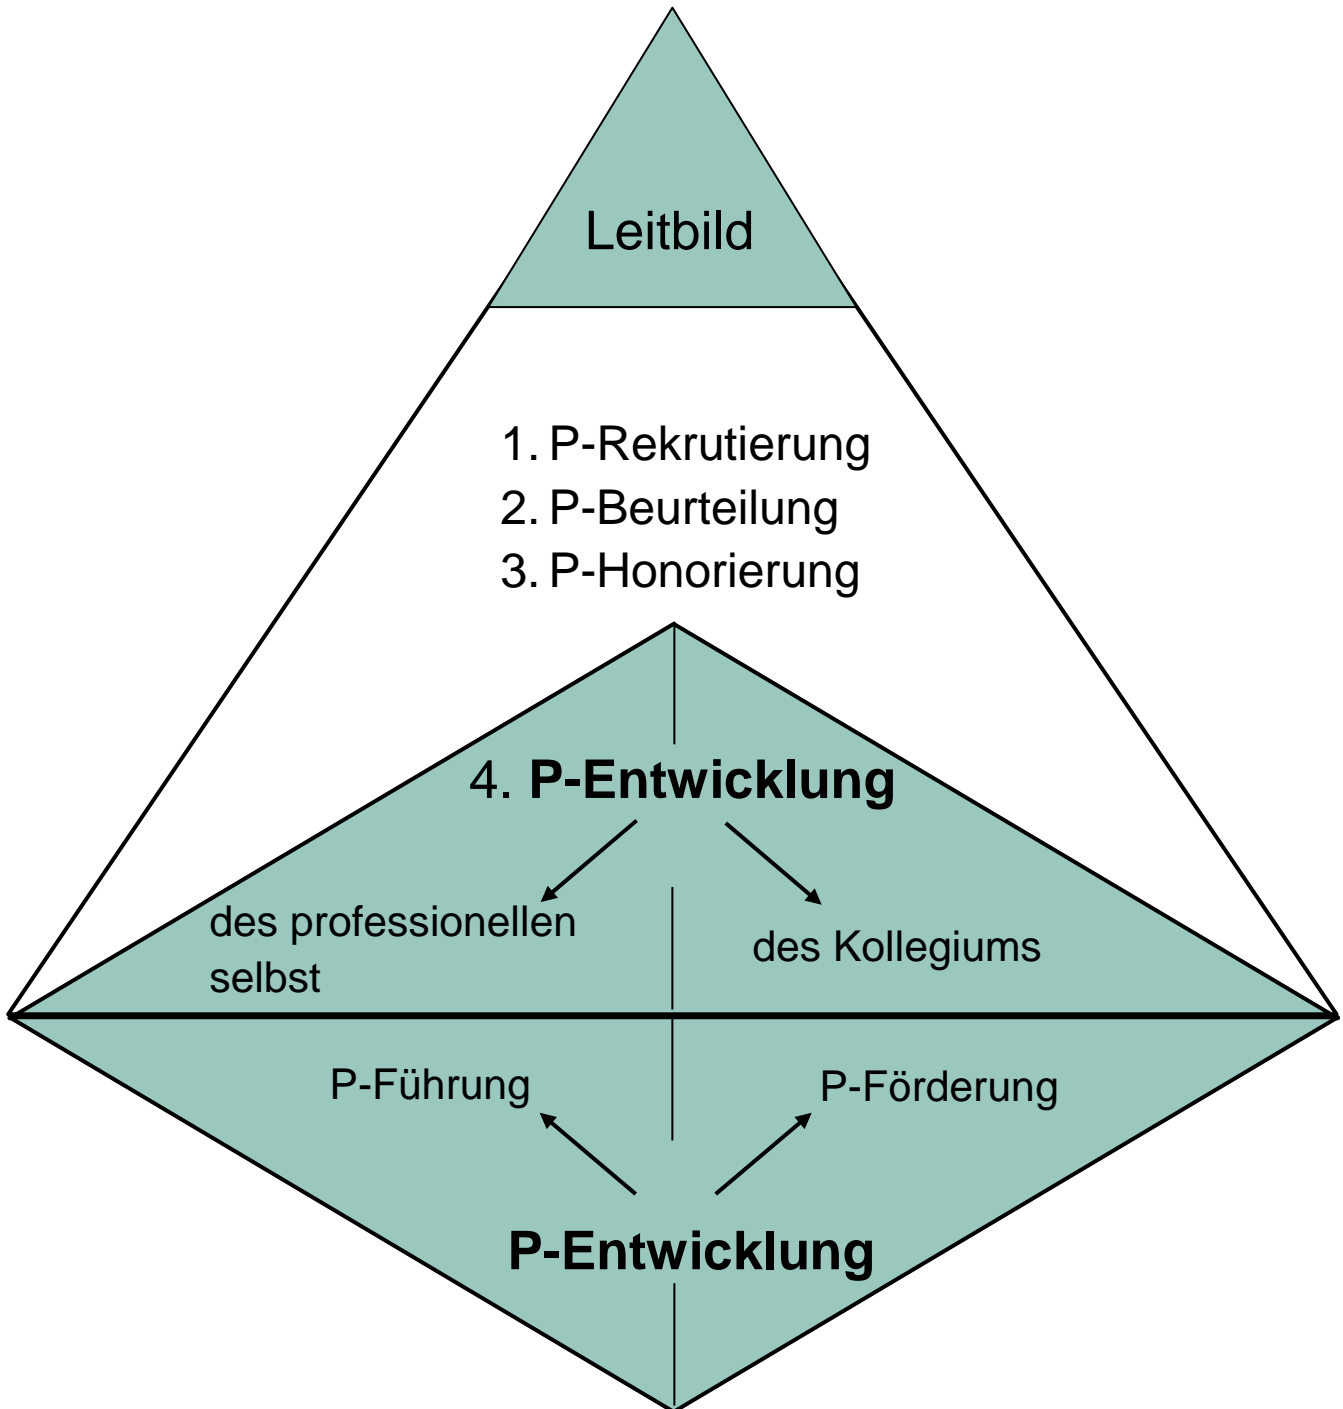 Leitbild
1. P-Rekrutierung
2. P-Beurteilung
3. P-Honorierung
4. P-Entwicklung
des professionellen
selbst
des Kollegiums
P-Führung
P-Förderung
P-Entwicklung